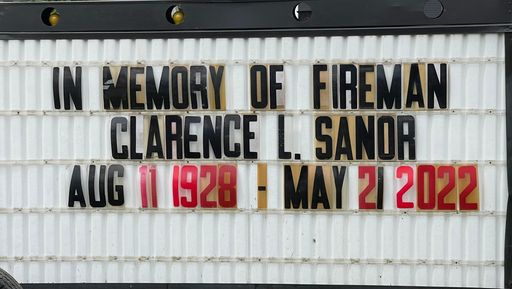 IN MEMORY OF FIREMAN
CLARENCE L. SANOR
AUG 11 1928 - MAY 21 2022